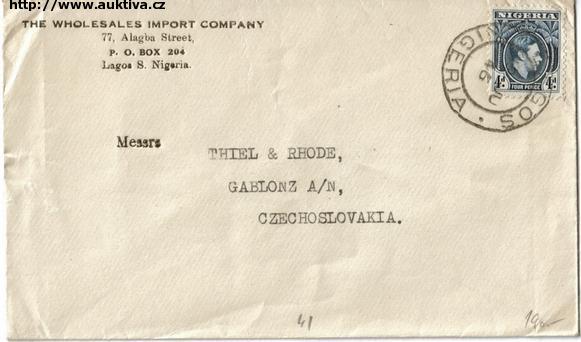 http://www.auktiva.cz
THE WHOLESALES IMPORT COMPANY
77, Alagba Street,
P. O. BOX 204
Lagos S. Nigeria.
NIGERIA
4d 4d
FOUR PENCE
LAGOS · NIGERIA
Messrs
THIEL & RHODE,
GABLONZ A/N,
CZECHOSLOVAKIA.
41